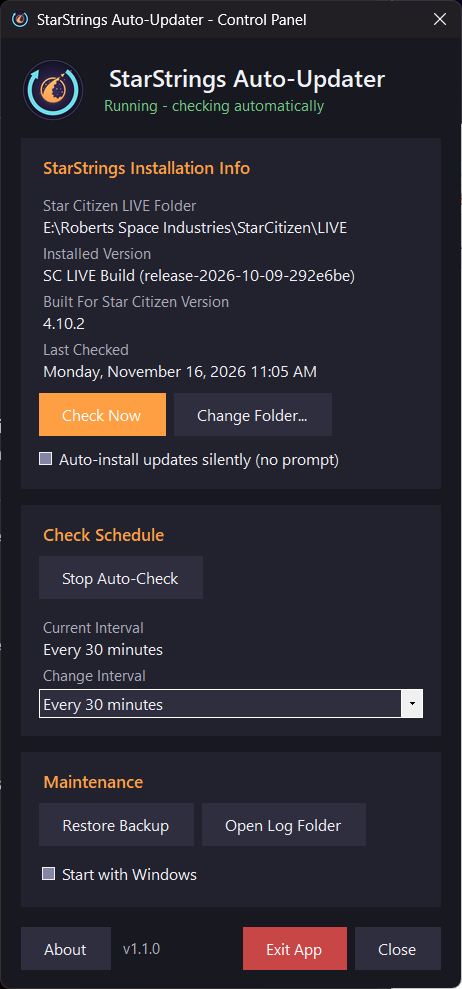 StarStrings Auto-Updater - Control Panel
StarStrings Auto-Updater
Running - checking automatically
StarStrings Installation Info
Star Citizen LIVE Folder
E:\Roberts Space Industries\StarCitizen\LIVE
Installed Version
SC LIVE Build (release-2026-10-09-292e6be)
Built For Star Citizen Version
4.10.2
Last Checked
Monday, November 16, 2026 11:05 AM
Check Now
Change Folder...
Auto-install updates silently (no prompt)
Check Schedule
Stop Auto-Check
Current Interval
Every 30 minutes
Change Interval
Every 30 minutes
Maintenance
Restore Backup
Open Log Folder
Start with Windows
About
v1.1.0
Exit App
Close